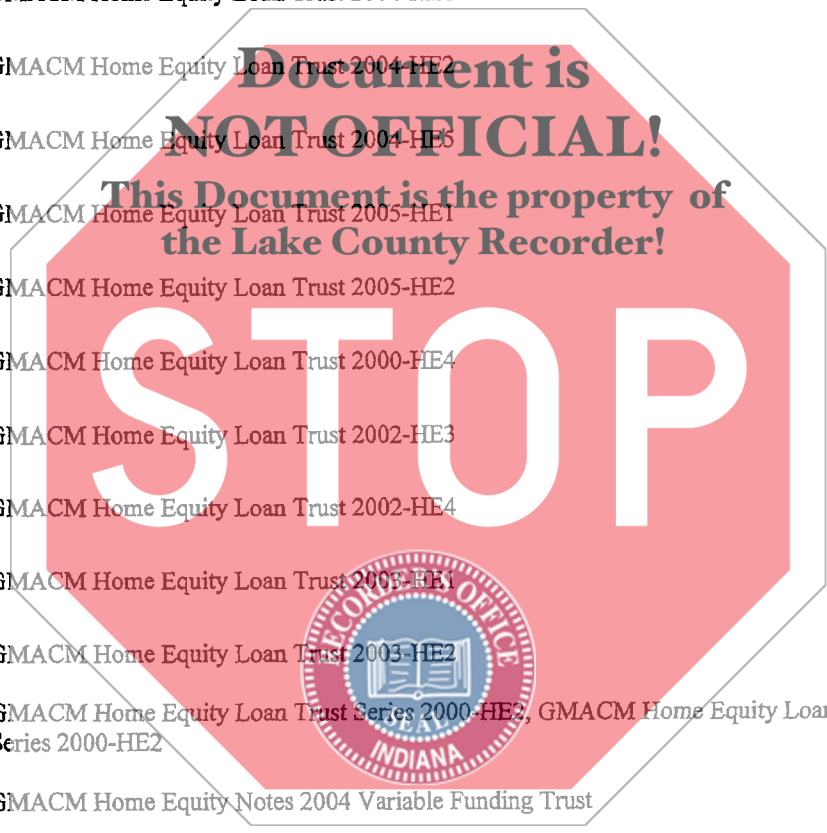 GMACM Home Equity Loan Trust 2004-HE2
Document is
GMACM Home Equity Loan Trust 2004-HE5
NOT OFFICIAL!
This Document is the property of
GMACM Home Equity Loan Trust 2005-HE1
the Lake County Recorder!
GMACM Home Equity Loan Trust 2005-HE2
STOP
GMACM Home Equity Loan Trust 2000-HE4
GMACM Home Equity Loan Trust 2002-HE3
GMACM Home Equity Loan Trust 2002-HE4
GMACM Home Equity Loan Trust 2003-HE1
RECORDER'S OFFICE
GMACM Home Equity Loan Trust 2003-HE2
GMACM Home Equity Loan Trust Series 2000-HE2, GMACM Home Equity Loan
Series 2000-HE2
SEAL
INDIANA
GMACM Home Equity Notes 2004 Variable Funding Trust